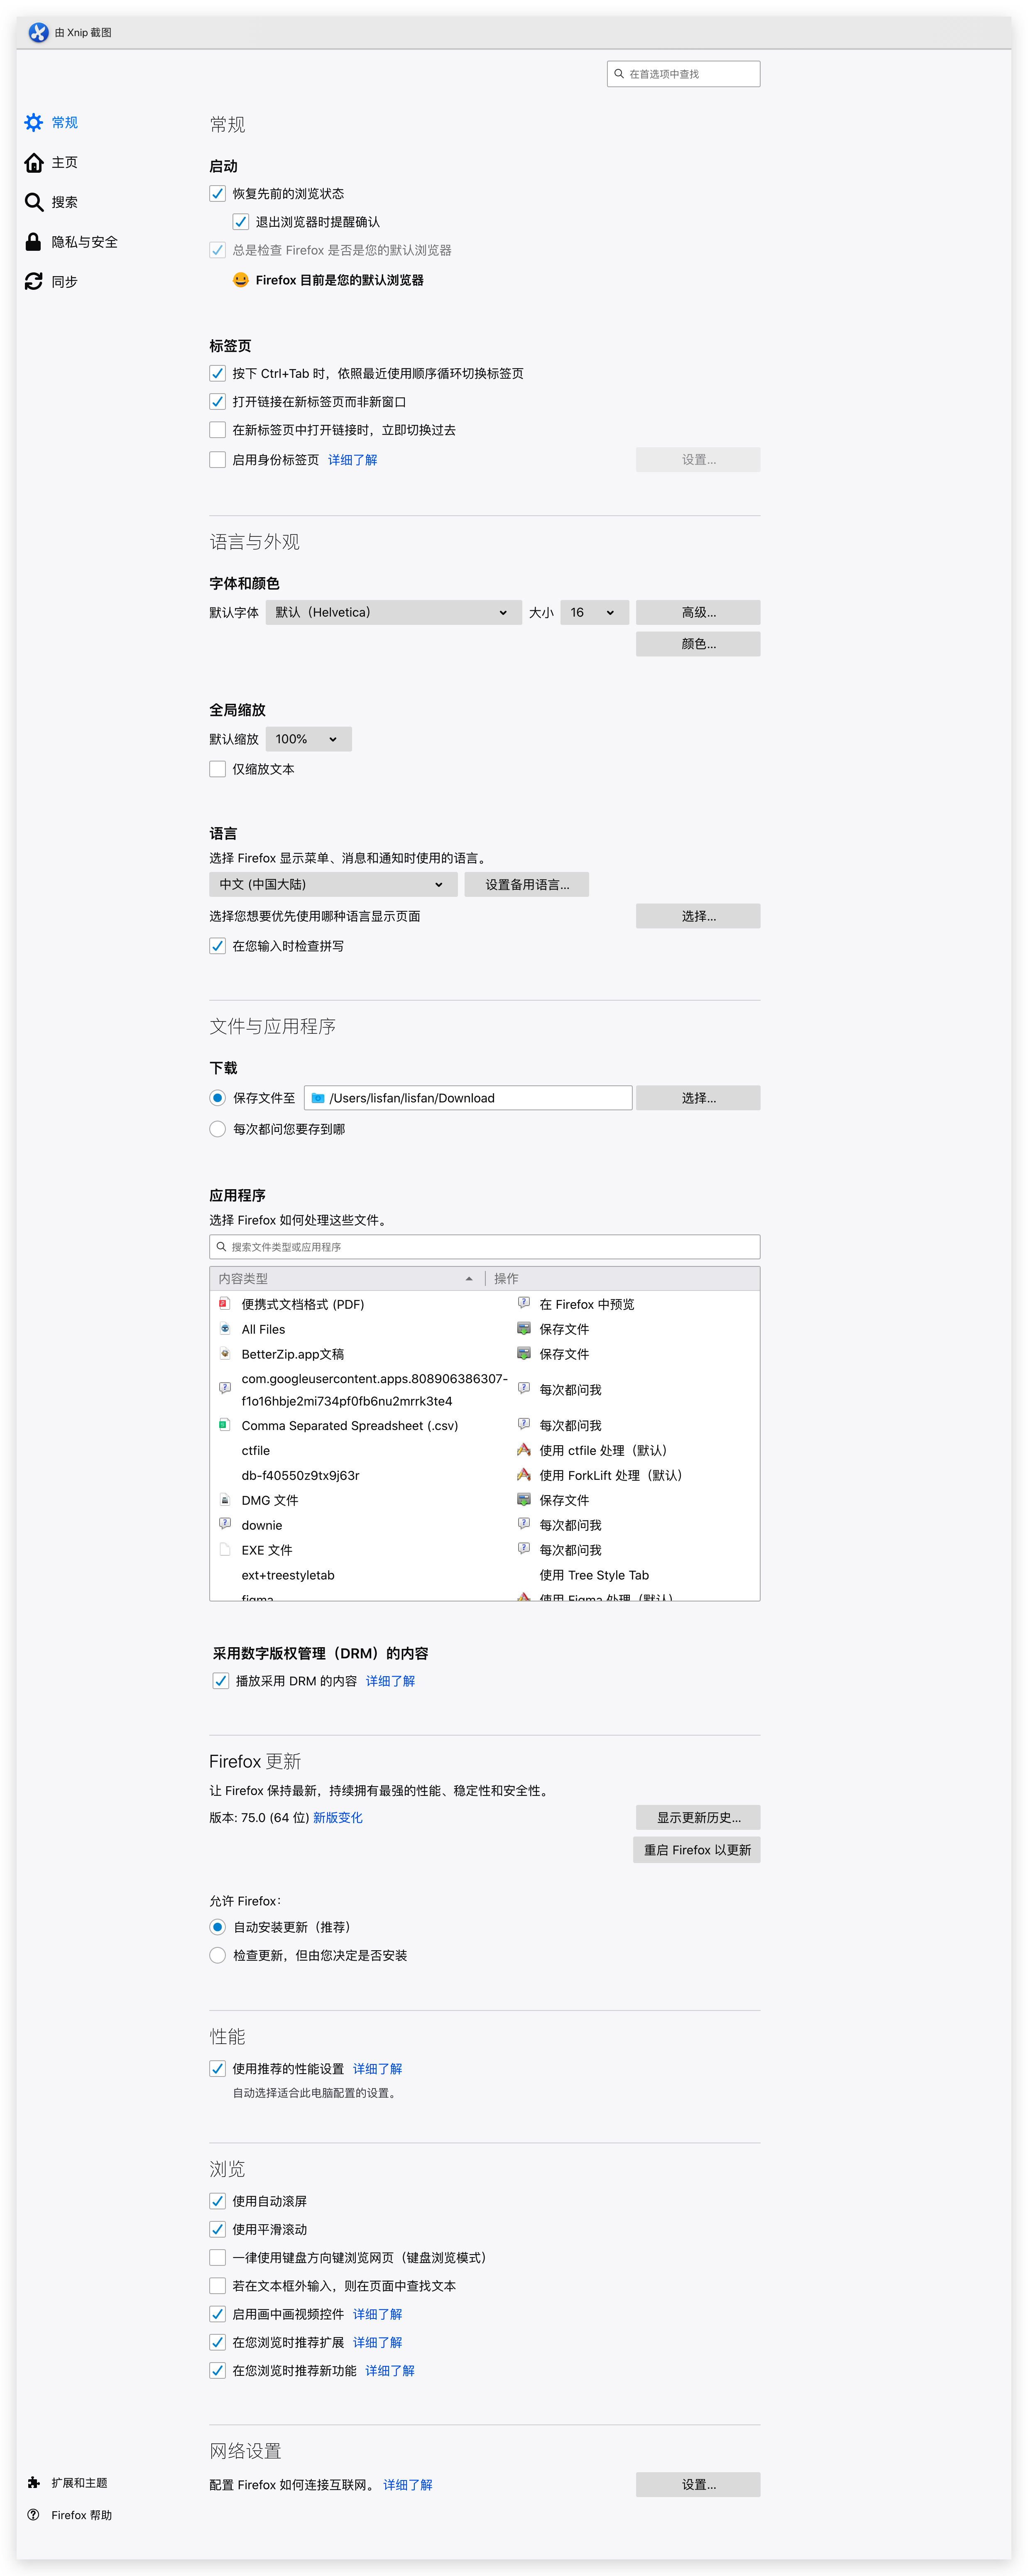 由 Xnip 截图
在首选项中查找
常规
主页
搜索
隐私与安全
同步
常规
启动
恢复先前的浏览状态
退出浏览器时提醒确认
总是检查 Firefox 是否是您的默认浏览器
Firefox 目前是您的默认浏览器
标签页
按下 Ctrl+Tab 时，依照最近使用顺序循环切换标签页
打开链接在新标签页而非新窗口
在新标签页中打开链接时，立即切换过去
启用身份标签页 详细了解 设置...
语言与外观
字体和颜色
默认字体 默认（Helvetica） 大小 16 高级...
颜色...
全局缩放
默认缩放 100%
仅缩放文本
语言
选择 Firefox 显示菜单、消息和通知时使用的语言。
中文 (中国大陆) 设置备用语言...
选择您想要优先使用哪种语言显示页面 选择...
在您输入时检查拼写
文件与应用程序
下载
保存文件至 /Users/lisfan/lisfan/Download 选择...
每次都问您要存到哪
应用程序
选择 Firefox 如何处理这些文件。
搜索文件类型或应用程序
内容类型 操作
便携式文档格式 (PDF) 在 Firefox 中预览
All Files 保存文件
BetterZip.app文稿 保存文件
com.googleusercontent.apps.808906386307-
f1o16hbje2mi734pf0fb6nu2mrrk3te4 每次都问我
Comma Separated Spreadsheet (.csv) 每次都问我
ctfile 使用 ctfile 处理（默认）
db-f40550z9tx9j63r 使用 ForkLift 处理（默认）
DMG 文件 保存文件
downie 每次都问我
EXE 文件 每次都问我
ext+treestyletab 使用 Tree Style Tab
figma 使用 Figma 处理（默认）
采用数字版权管理（DRM）的内容
播放采用 DRM 的内容 详细了解
Firefox 更新
让 Firefox 保持最新，持续拥有最强的性能、稳定性和安全性。
版本: 75.0 (64 位) 新版变化 显示更新历史...
重启 Firefox 以更新
允许 Firefox：
自动安装更新（推荐）
检查更新，但由您决定是否安装
性能
使用推荐的性能设置 详细了解
自动选择适合此电脑配置的设置。
浏览
使用自动滚屏
使用平滑滚动
一律使用键盘方向键浏览网页（键盘浏览模式）
若在文本框外输入，则在页面中查找文本
启用画中画视频控件 详细了解
在您浏览时推荐扩展 详细了解
在您浏览时推荐新功能 详细了解
网络设置
配置 Firefox 如何连接互联网。 详细了解 设置...
扩展和主题
Firefox 帮助